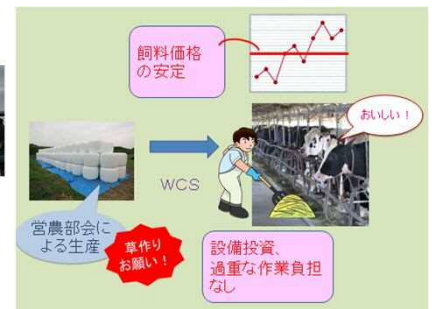 飼料価格
の安定
おいしい！
WCS
営農部会に
よる生産
草作り
お願い！
設備投資、
過重な作業負担
なし